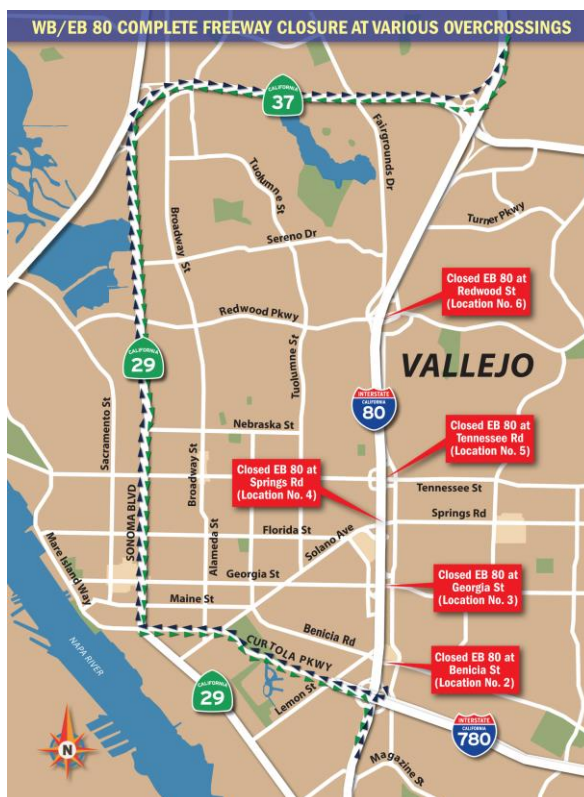 WB/EB 80 COMPLETE FREEWAY CLOSURE AT VARIOUS OVERCROSSINGS
CALIFORNIA
37
Fairgrounds Dr
Tuolumne St
Broadway St
Turner Pkwy
Sereno Dr
Closed EB 80 at
Redwood St
(Location No. 6)
Redwood Pkwy
CALIFORNIA
29
VALLEJO
Tuolumne St
INTERSTATE
CALIFORNIA
80
Sacramento St
Nebraska St
Closed EB 80 at
Tennessee Rd
(Location No. 5)
Broadway St
Closed EB 80 at
Springs Rd
(Location No. 4)
Tennessee St
Springs Rd
SONOMA BLVD
Florida St
Solano Ave
Alameda St
Mare Island Way
Georgia St
Closed EB 80 at
Georgia St
(Location No. 3)
Maine St
Benicia Rd
CURTOLA PKWY
Closed EB 80 at
Benicia St
(Location No. 2)
NAPA RIVER
CALIFORNIA
29
Lemon St
INTERSTATE
CALIFORNIA
780
N
Magazine St